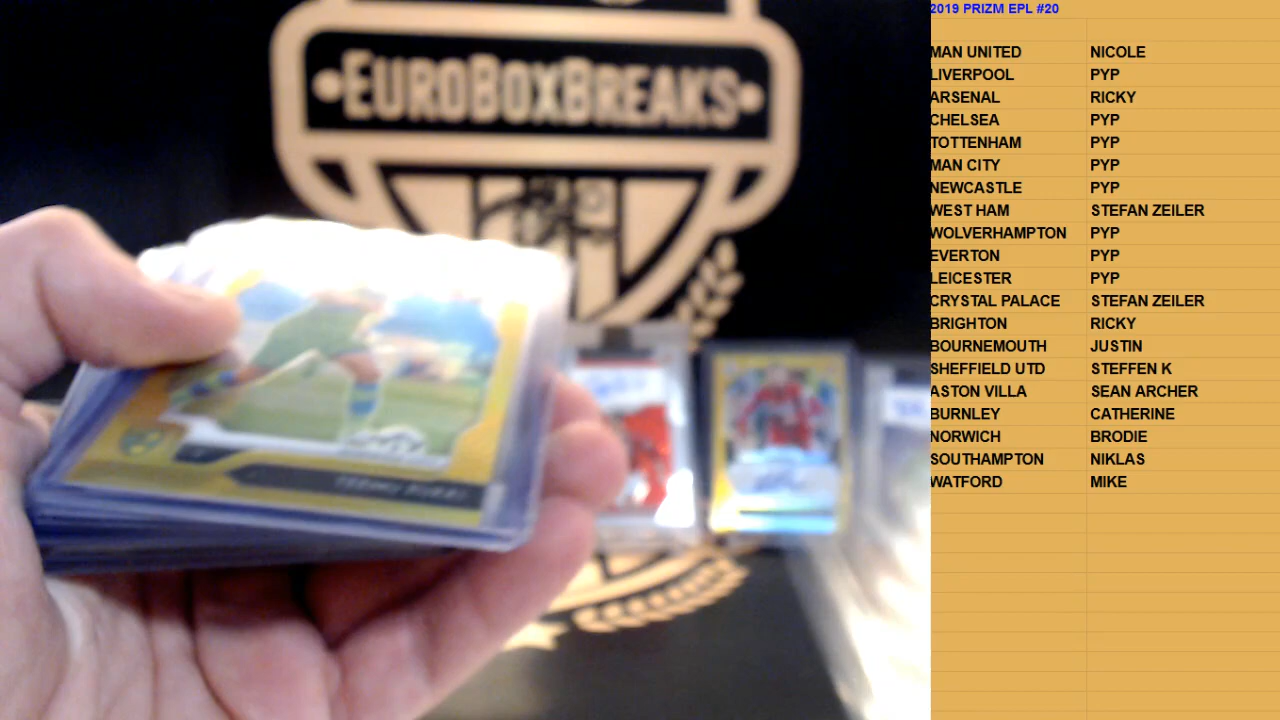 EUROBOXBREAKS
TEEMU PUKKI
2019 PRIZM EPL #20
MAN UNITED NICOLE
LIVERPOOL PYP
ARSENAL RICKY
CHELSEA PYP
TOTTENHAM PYP
MAN CITY PYP
NEWCASTLE PYP
WEST HAM STEFAN ZEILER
WOLVERHAMPTON PYP
EVERTON PYP
LEICESTER PYP
CRYSTAL PALACE STEFAN ZEILER
BRIGHTON RICKY
BOURNEMOUTH JUSTIN
SHEFFIELD UTD STEFFEN K
ASTON VILLA SEAN ARCHER
BURNLEY CATHERINE
NORWICH BRODIE
SOUTHAMPTON NIKLAS
WATFORD MIKE